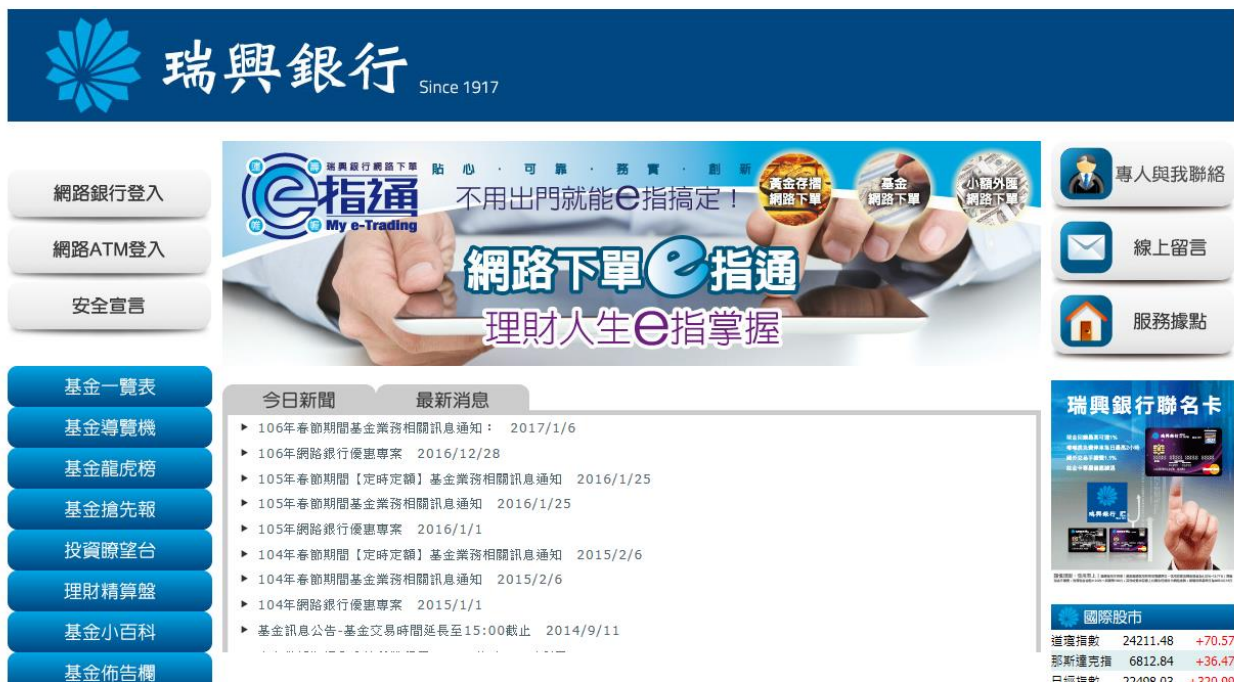 瑞興銀行 Since 1917
網路銀行登入
網路ATM登入
安全宣言
基金一覽表
基金導覽機
基金龍虎榜
基金搶先報
投資瞭望台
理財精算盤
基金小百科
基金佈告欄
瑞興銀行網路下單
e指通
My e-Trading
貼心·可靠·務實·創新
不用出門就能e指搞定!
黃金存摺
網路下單
基金
網路下單
小額外匯
網路下單
網路下單e指通
理財人生e指掌握
今日新聞 最新消息
106年春節期間基金業務相關訊息通知: 2017/1/6
106年網路銀行優惠專案 2016/12/28
105年春節期間【定時定額】基金業務相關訊息通知 2016/1/25
105年春節期間基金業務相關訊息通知 2016/1/25
105年網路銀行優惠專案 2016/1/1
104年春節期間【定時定額】基金業務相關訊息通知 2015/2/6
104年春節期間基金業務相關訊息通知 2015/2/6
104年網路銀行優惠專案 2015/1/1
基金訊息公告-基金交易時間延長至15:00截止 2014/9/11
專人與我聯絡
線上留言
服務據點
瑞興銀行聯名卡
瑞興銀行
國際股市
道瓊指數 24211.48 +70.57
那斯達克指 6812.84 +36.47
日經指數 22498.03 +320.99